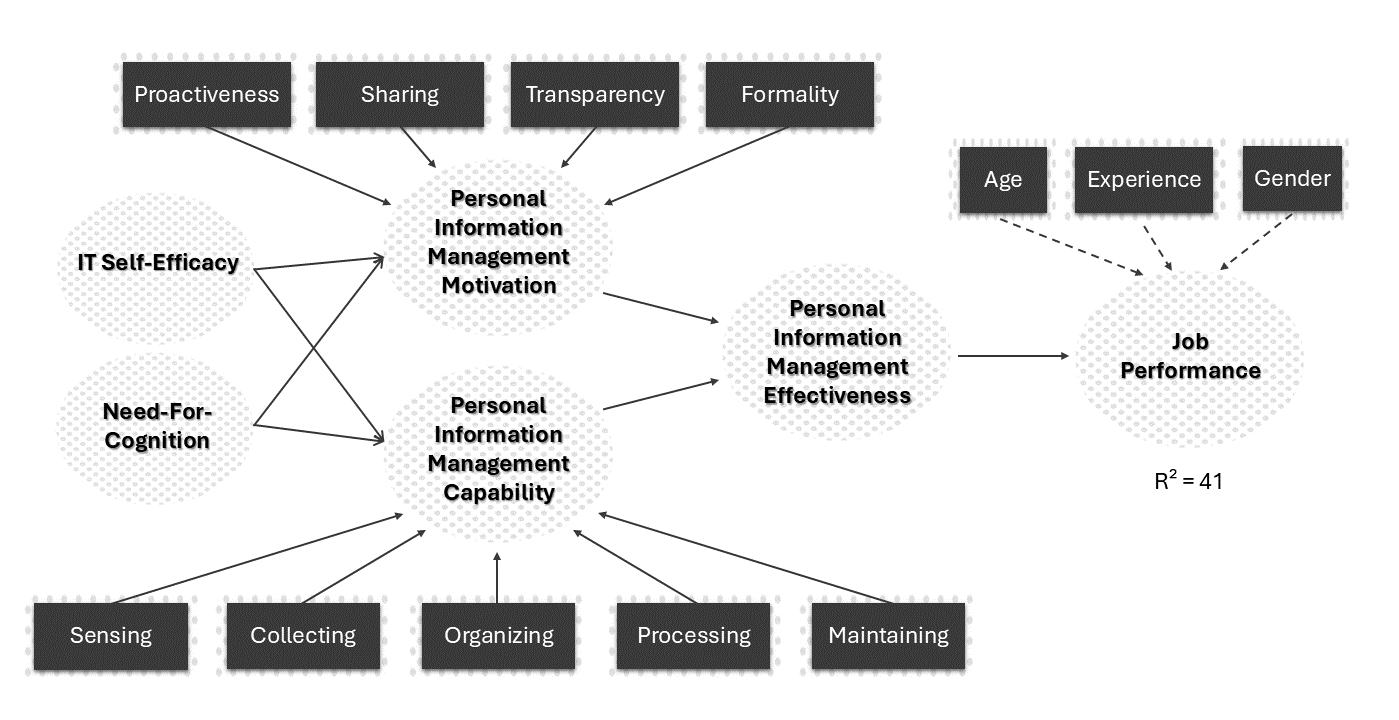 Proactiveness
Sharing
Transparency
Formality
Age
Experience
Gender
Personal
Information
Management
Motivation
IT Self-Efficacy
Personal
Information
Management
Effectiveness
Job
Performance
Need-For-
Cognition
Personal
Information
Management
Capability
R² = 41
Sensing
Collecting
Organizing
Processing
Maintaining